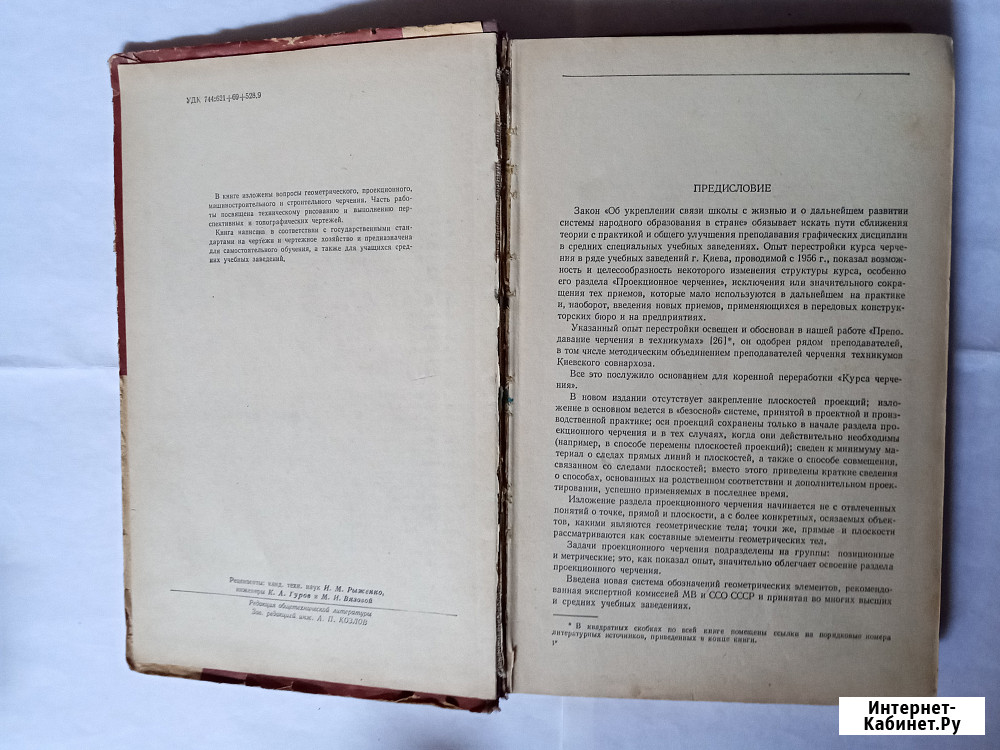 УДК 744:621+69+528.9
В книге изложены вопросы геометрического, проекционного,
машиностроительного и строительного черчения. Часть рабо-
ты посвящена техническому рисованию и выполнению пер-
спективных и топографических чертежей.
Книга написана в соответствии с государственными стан-
дартами на чертежи и чертежное хозяйство и предназначена
для самостоятельного обучения, а также для учащихся сред-
них учебных заведений.
Рецензенты: канд. техн. наук И. М. Рыженко,
инженеры К. А. Гуров и М. Н. Вязовой
Редакция общетехнической литературы
Зав. редакцией инж. А. П. КОЗЛОВ
ПРЕДИСЛОВИЕ
Закон «Об укреплении связи школы с жизнью и о дальнейшем развитии
системы народного образования в стране» обязывает искать пути сближения
теории с практикой и общего улучшения преподавания графических дисциплин
в средних специальных учебных заведениях. Опыт перестройки курса черче-
ния в ряде учебных заведений г. Киева, проводимой с 1956 г., показал возмож-
ность и целесообразность некоторого изменения структуры курса, особенно
его раздела «Проекционное черчение», исключения или значительного сокра-
щения тех приемов, которые мало используются в дальнейшем на практике
и, наоборот, введения новых приемов, применяющихся в передовых конструк-
торских бюро и на предприятиях.
Указанный опыт перестройки освещен и обоснован в нашей работе «Препо-
давание черчения в техникумах» [26]*, он одобрен рядом преподавателей,
в том числе методическим объединением преподавателей черчения техникумов
Киевского совнархоза.
Все это послужило основанием для коренной переработки «Курса черче-
ния».
В новом издании отсутствует закрепление плоскостей проекций; изло-
жение в основном ведется в «безосной» системе, принятой в проектной и произ-
водственной практике; оси проекций сохранены только в начале раздела про-
екционного черчения и в тех случаях, когда они действительно необходимы
(например, в способе перемены плоскостей проекций); сведен к минимуму ма-
териал о следах прямых линий и плоскостей, а также о способе совмещения,
связанном со следами плоскостей; вместо этого приведены краткие сведения
о способах, основанных на родственном соответствии и дополнительном проек-
тировании, успешно применяемых в последнее время.
Изложение раздела проекционного черчения начинается не с отвлеченных
понятий о точке, прямой и плоскости, а с более конкретных, осязаемых объек-
тов, какими являются геометрические тела; точки же, прямые и плоскости
рассматриваются как составные элементы геометрических тел.
Задачи проекционного черчения подразделены на группы: позиционные
и метрические; это, как показал опыт, значительно облегчает освоение раздела
проекционного черчения.
Введена новая система обозначений геометрических элементов, рекомендо-
ванная экспертной комиссией МВ и ССО СССР и принятая во многих высших
и средних учебных заведениях.
* В квадратных скобках по всей книге помещены ссылки на порядковые номера
литературных источников, приведенных в конце книги.
1*
Интернет-
Кабинет.Ру